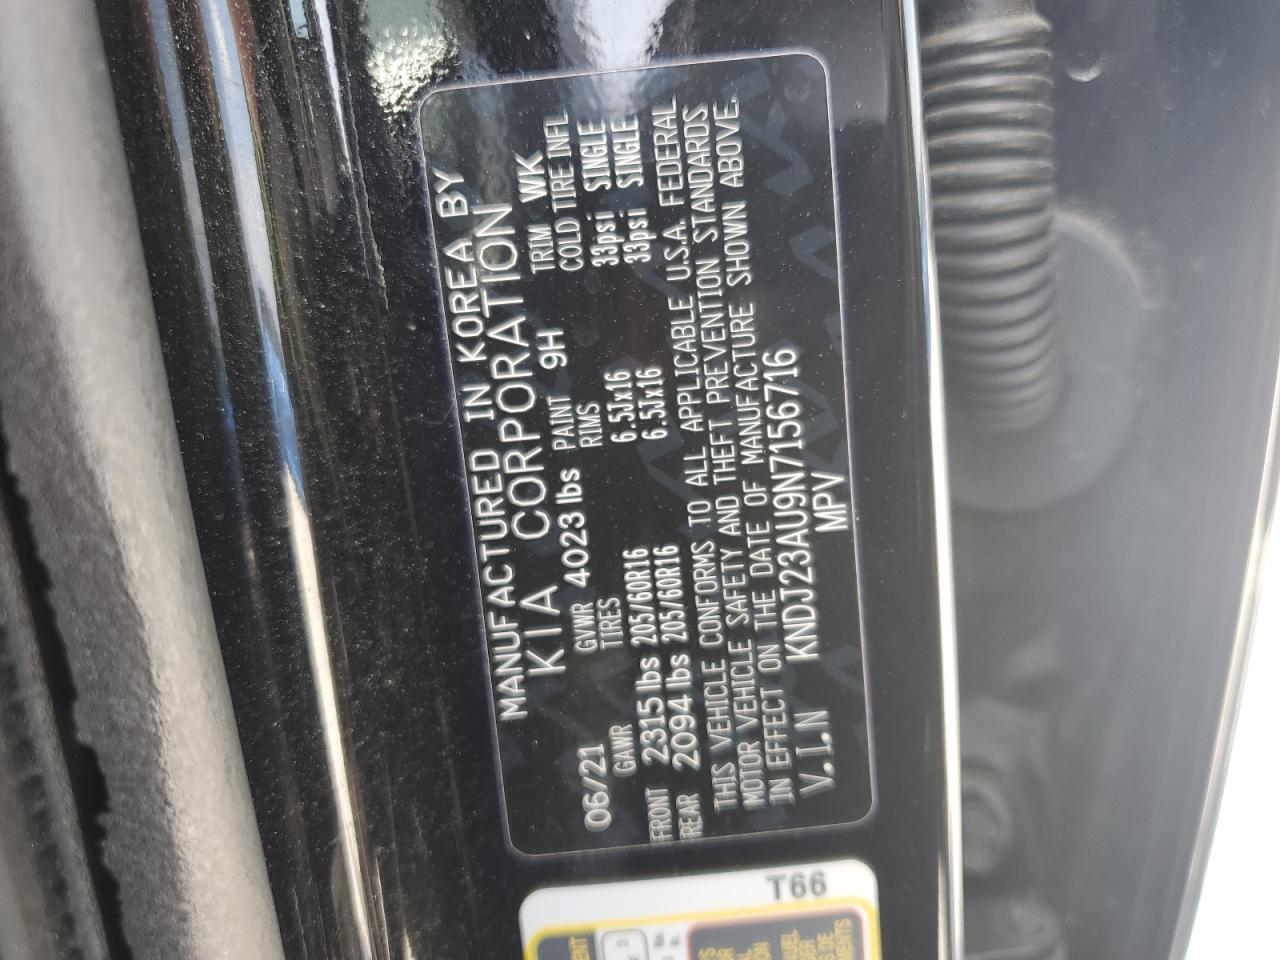 MANUFACTURED IN KOREA BY
KIA CORPORATION
06/21 GVWR 4023 lbs PAINT 9H TRIM WK
GAWR TIRES RIMS COLD TIRE INFL
FRONT 2315 lbs 205/60R16 6.5Jx16 33psi SINGLE
REAR 2094 lbs 205/60R16 6.5Jx16 33psi SINGLE
THIS VEHICLE CONFORMS TO ALL APPLICABLE U.S.A. FEDERAL
MOTOR VEHICLE SAFETY AND THEFT PREVENTION STANDARDS
IN EFFECT ON THE DATE OF MANUFACTURE SHOWN ABOVE.
V.I.N KNDJ23AU9N7156716
MPV
T66